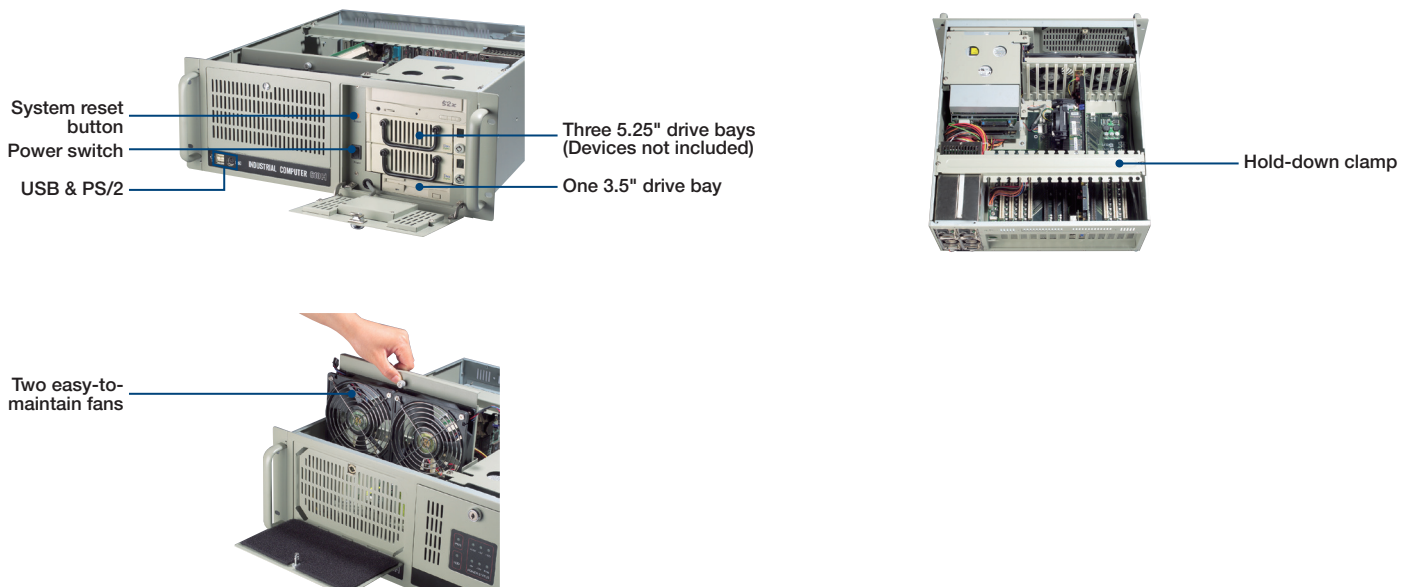 System reset
button
Power switch
USB & PS/2
52x
INDUSTRIAL COMPUTER
Three 5.25" drive bays
(Devices not included)
One 3.5" drive bay
Hold-down clamp
Two easy-to-
maintain fans